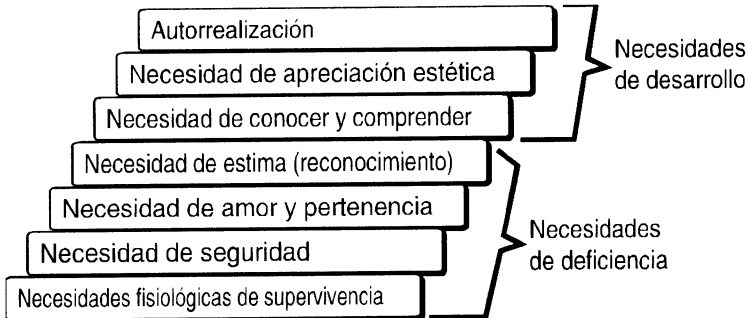 Autorrealización
Necesidad de apreciación estética
Necesidad de conocer y comprender
Necesidades
de desarrollo
Necesidad de estima (reconocimiento)
Necesidad de amor y pertenencia
Necesidad de seguridad
Necesidades fisiológicas de supervivencia
Necesidades
de deficiencia